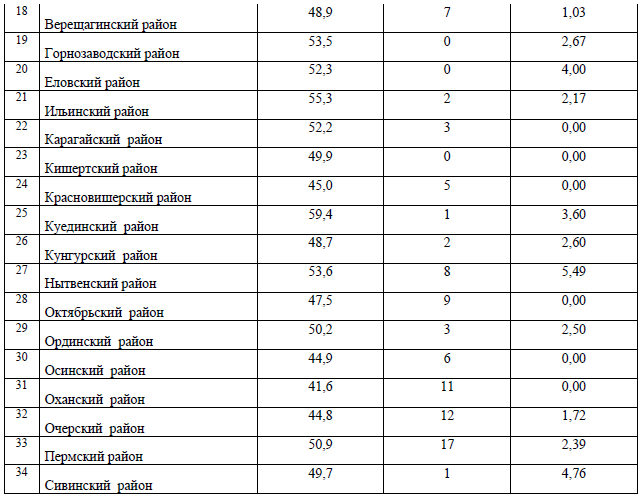 18 Верещагинский район 48,9 7 1,03
19 Горнозаводский район 53,5 0 2,67
20 Еловский район 52,3 0 4,00
21 Ильинский район 55,3 2 2,17
22 Карагайский район 52,2 3 0,00
23 Кишертский район 49,9 0 0,00
24 Красновишерский район 45,0 5 0,00
25 Куединский район 59,4 1 3,60
26 Кунгурский район 48,7 2 2,60
27 Нытвенский район 53,6 8 5,49
28 Октябрьский район 47,5 9 0,00
29 Ординский район 50,2 3 2,50
30 Осинский район 44,9 6 0,00
31 Оханский район 41,6 11 0,00
32 Очерский район 44,8 12 1,72
33 Пермский район 50,9 17 2,39
34 Сивинский район 49,7 1 4,76